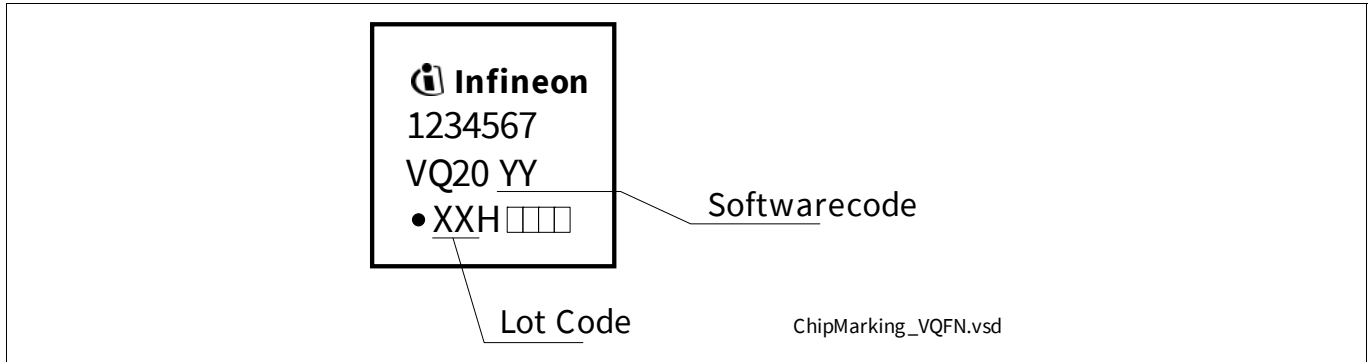 Infineon
1234567
VQ20 YY
•XXH
Softwarecode
Lot Code
ChipMarking_VQFN.vsd